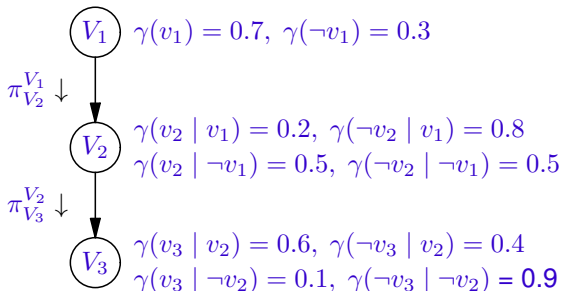 V₁ γ(v₁) = 0.7, γ(¬v₁) = 0.3
π^{V₁}_{V₂} ↓
V₂ γ(v₂ | v₁) = 0.2, γ(¬v₂ | v₁) = 0.8
γ(v₂ | ¬v₁) = 0.5, γ(¬v₂ | ¬v₁) = 0.5
π^{V₂}_{V₃} ↓
V₃ γ(v₃ | v₂) = 0.6, γ(¬v₃ | v₂) = 0.4
γ(v₃ | ¬v₂) = 0.1, γ(¬v₃ | ¬v₂) = 0.9